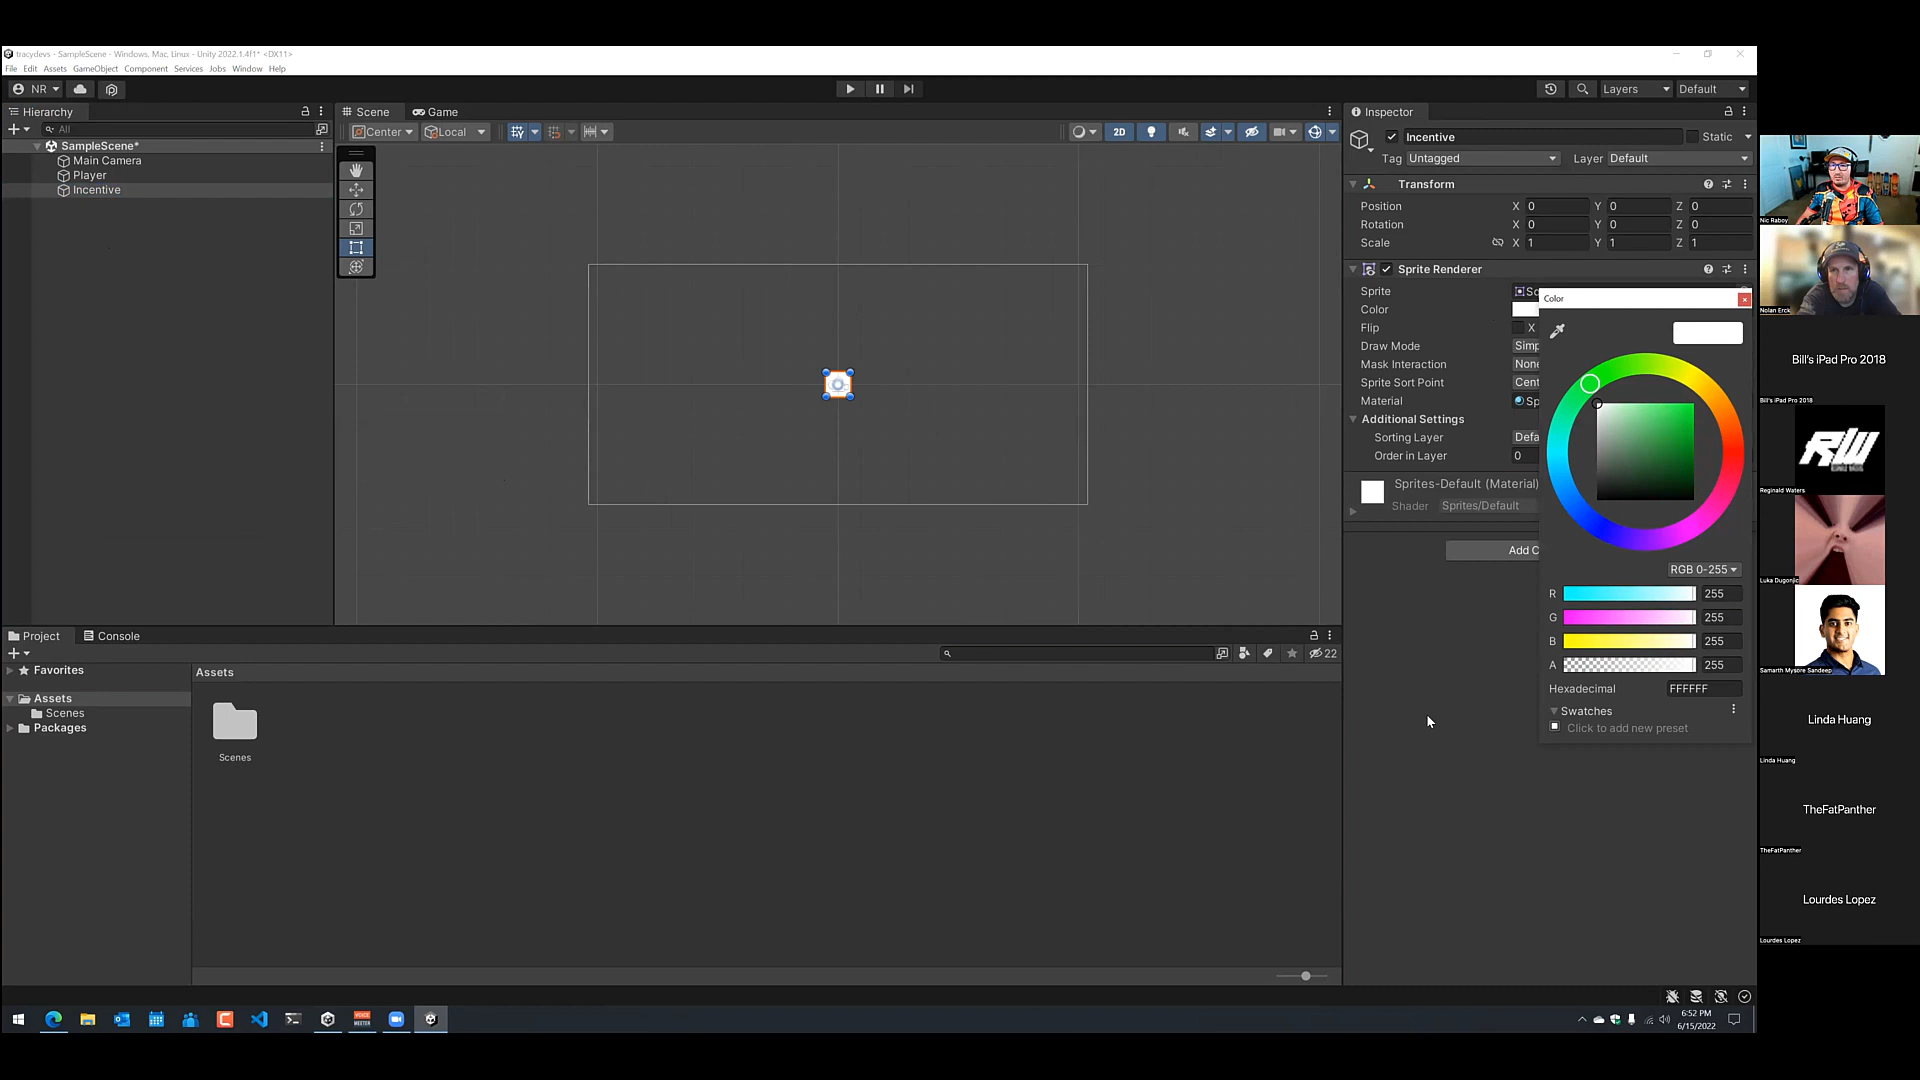 tracydevs - SampleScene - Windows, Mac, Linux - Unity 2022.1.4f1* <DX11>
File Edit Assets GameObject Component Services Jobs Window Help
NR
Layers
Default
Hierarchy
All
SampleScene*
Main Camera
Player
Incentive
Scene
Game
Center
Local
2D
Inspector
Incentive
Static
Tag Untagged
Layer Default
Transform
Position X 0 Y 0 Z 0
Rotation X 0 Y 0 Z 0
Scale X 1 Y 1 Z 1
Sprite Renderer
Sprite
Color
Flip X
Draw Mode Simp
Mask Interaction None
Sprite Sort Point Cent
Material Sp
Additional Settings
Sorting Layer Defa
Order in Layer 0
Sprites-Default (Material)
Shader Sprites/Default
Add C
Color
RGB 0-255
R 255
G 255
B 255
A 255
Hexadecimal FFFFFF
Swatches
Click to add new preset
Project
Console
22
Favorites
Assets
Scenes
Packages
Assets
Scenes
6:52 PM
6/15/2022
Nic Raboy
Nolan Erck
Bill's iPad Pro 2018
Bill's iPad Pro 2018
RW
Reginald Waters
Luka Dugonjic
Samarth Mysore Sandeep
Linda Huang
Linda Huang
TheFatPanther
TheFatPanther
Lourdes Lopez
Lourdes Lopez